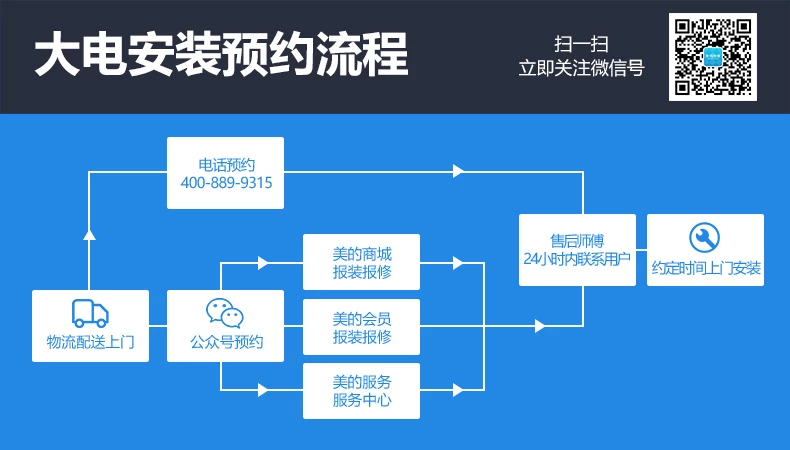 大电安装预约流程
扫一扫
立即关注微信号
电话预约
400-889-9315
物流配送上门
公众号预约
美的商城
报装报修
美的会员
报装报修
美的服务
服务中心
售后师傅
24小时内联系用户
约定时间上门安装